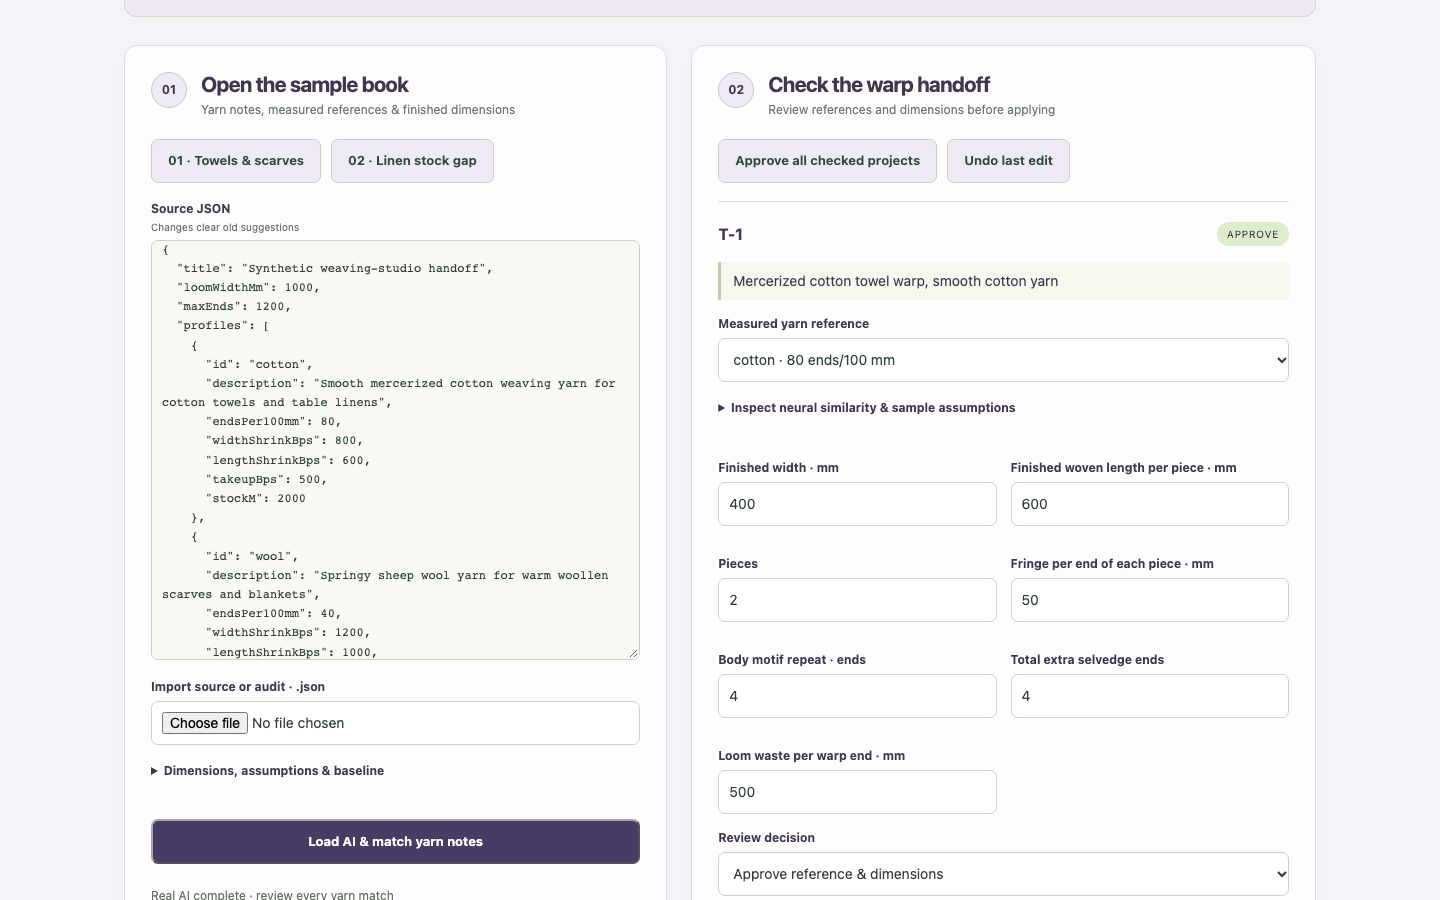 01
Open the sample book
Yarn notes, measured references & finished dimensions
01 · Towels & scarves
02 · Linen stock gap
Source JSON
Changes clear old suggestions
{
"title": "Synthetic weaving-studio handoff",
"loomWidthMm": 1000,
"maxEnds": 1200,
"profiles": [
{
"id": "cotton",
"description": "Smooth mercerized cotton weaving yarn for
cotton towels and table linens",
"endsPer100mm": 80,
"widthShrinkBps": 800,
"lengthShrinkBps": 600,
"takeupBps": 500,
"stockM": 2000
},
{
"id": "wool",
"description": "Springy sheep wool yarn for warm woollen
scarves and blankets",
"endsPer100mm": 40,
"widthShrinkBps": 1200,
"lengthShrinkBps": 1000,
Import source or audit · .json
Choose file No file chosen
Dimensions, assumptions & baseline
Load AI & match yarn notes
Real AI complete · review every yarn match
02
Check the warp handoff
Review references and dimensions before applying
Approve all checked projects
Undo last edit
T-1
APPROVE
Mercerized cotton towel warp, smooth cotton yarn
Measured yarn reference
cotton · 80 ends/100 mm
Inspect neural similarity & sample assumptions
Finished width · mm
400
Finished woven length per piece · mm
600
Pieces
2
Fringe per end of each piece · mm
50
Body motif repeat · ends
4
Total extra selvedge ends
4
Loom waste per warp end · mm
500
Review decision
Approve reference & dimensions